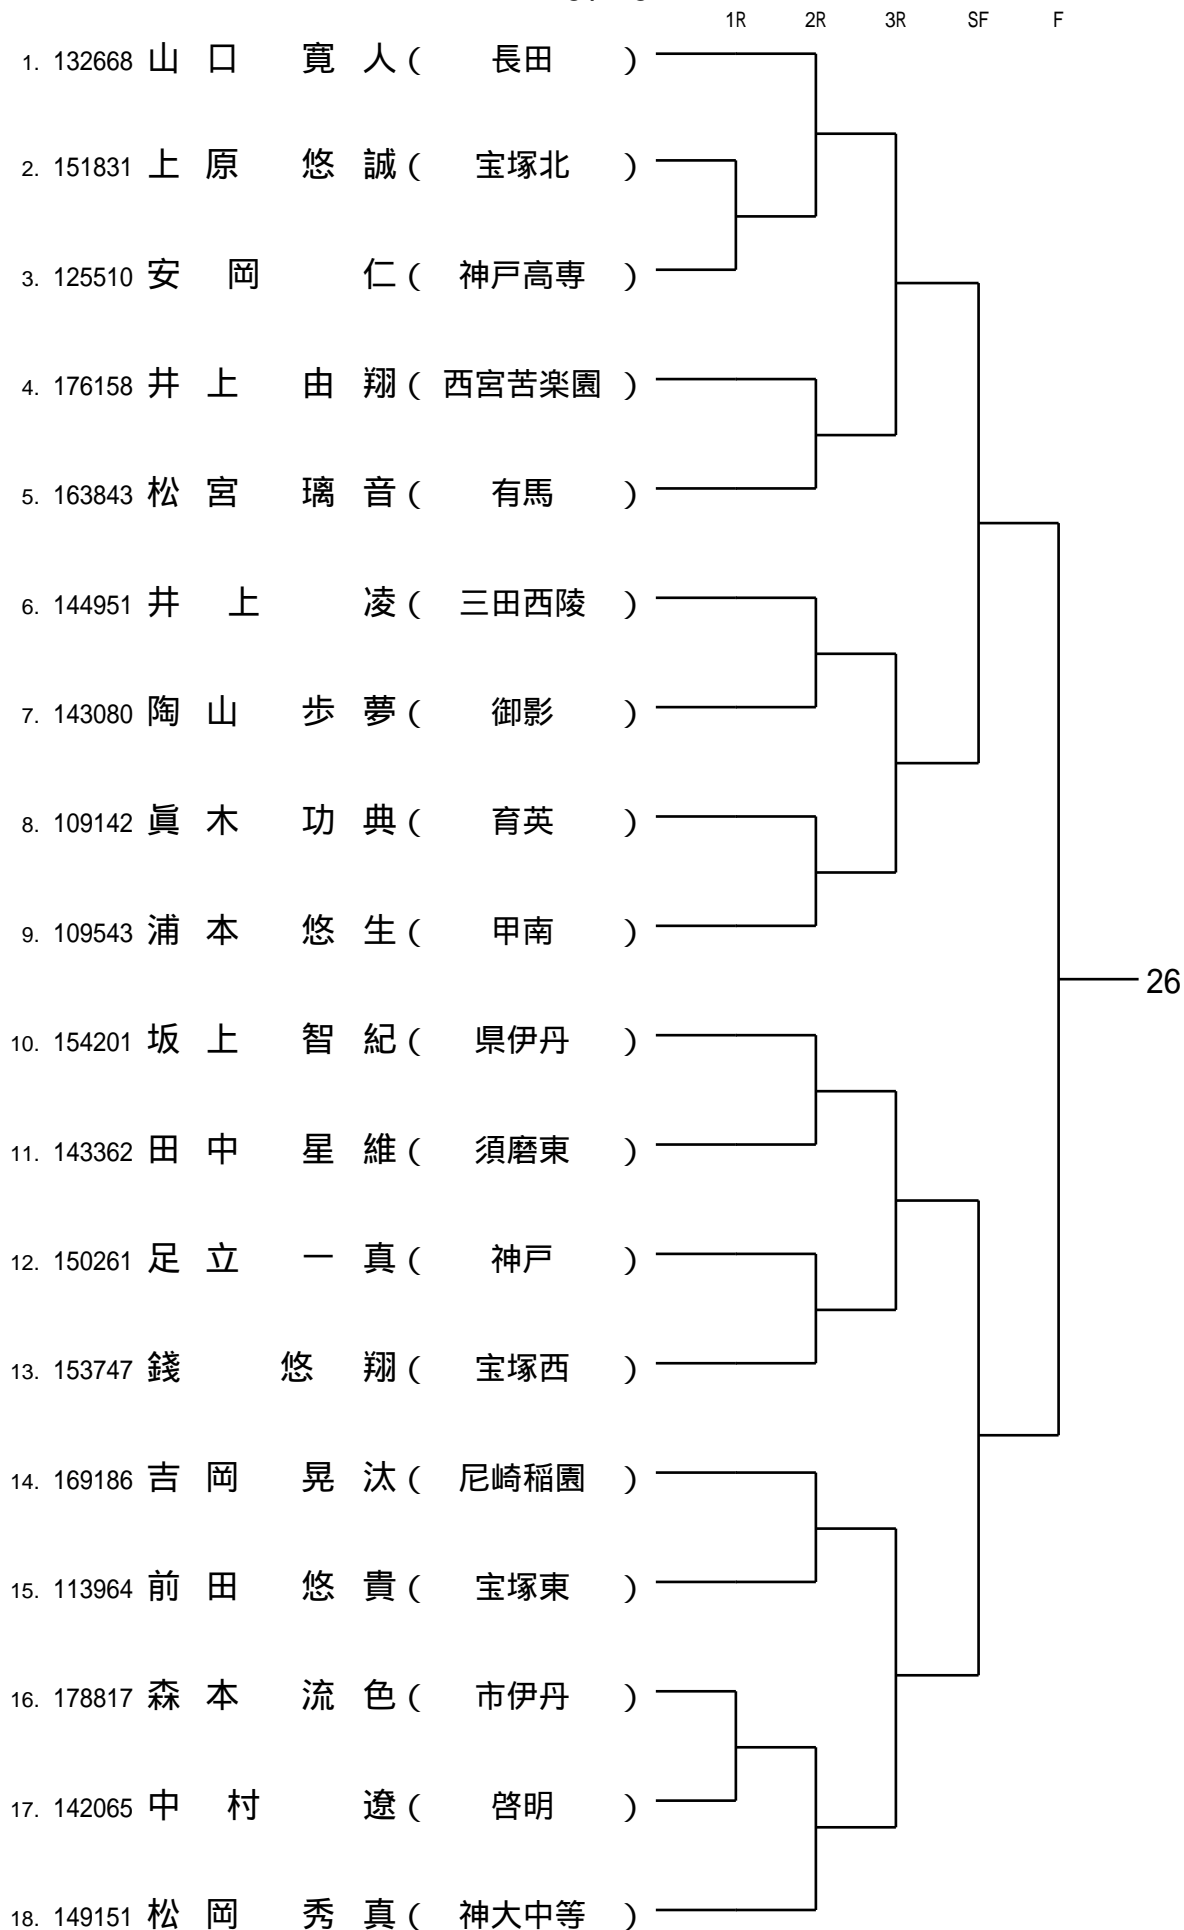 1R 2R 3R SF F
1. 132668 山口 寛人 ( 長田 )
2. 151831 上原 悠誠 ( 宝塚北 )
3. 125510 安岡 仁 ( 神戸高専 )
4. 176158 井上 由翔 ( 西宮苦楽園 )
5. 163843 松宮 璃音 ( 有馬 )
6. 144951 井上 凌 ( 三田西陵 )
7. 143080 陶山 歩夢 ( 御影 )
8. 109142 眞木 功典 ( 育英 )
9. 109543 浦本 悠生 ( 甲南 )
26
10. 154201 坂上 智紀 ( 県伊丹 )
11. 143362 田中 星維 ( 須磨東 )
12. 150261 足立 一真 ( 神戸 )
13. 153747 錢 悠翔 ( 宝塚西 )
14. 169186 吉岡 晃汰 ( 尼崎稲園 )
15. 113964 前田 悠貴 ( 宝塚東 )
16. 178817 森本 流色 ( 市伊丹 )
17. 142065 中村 遼 ( 啓明 )
18. 149151 松岡 秀真 ( 神大中等 )